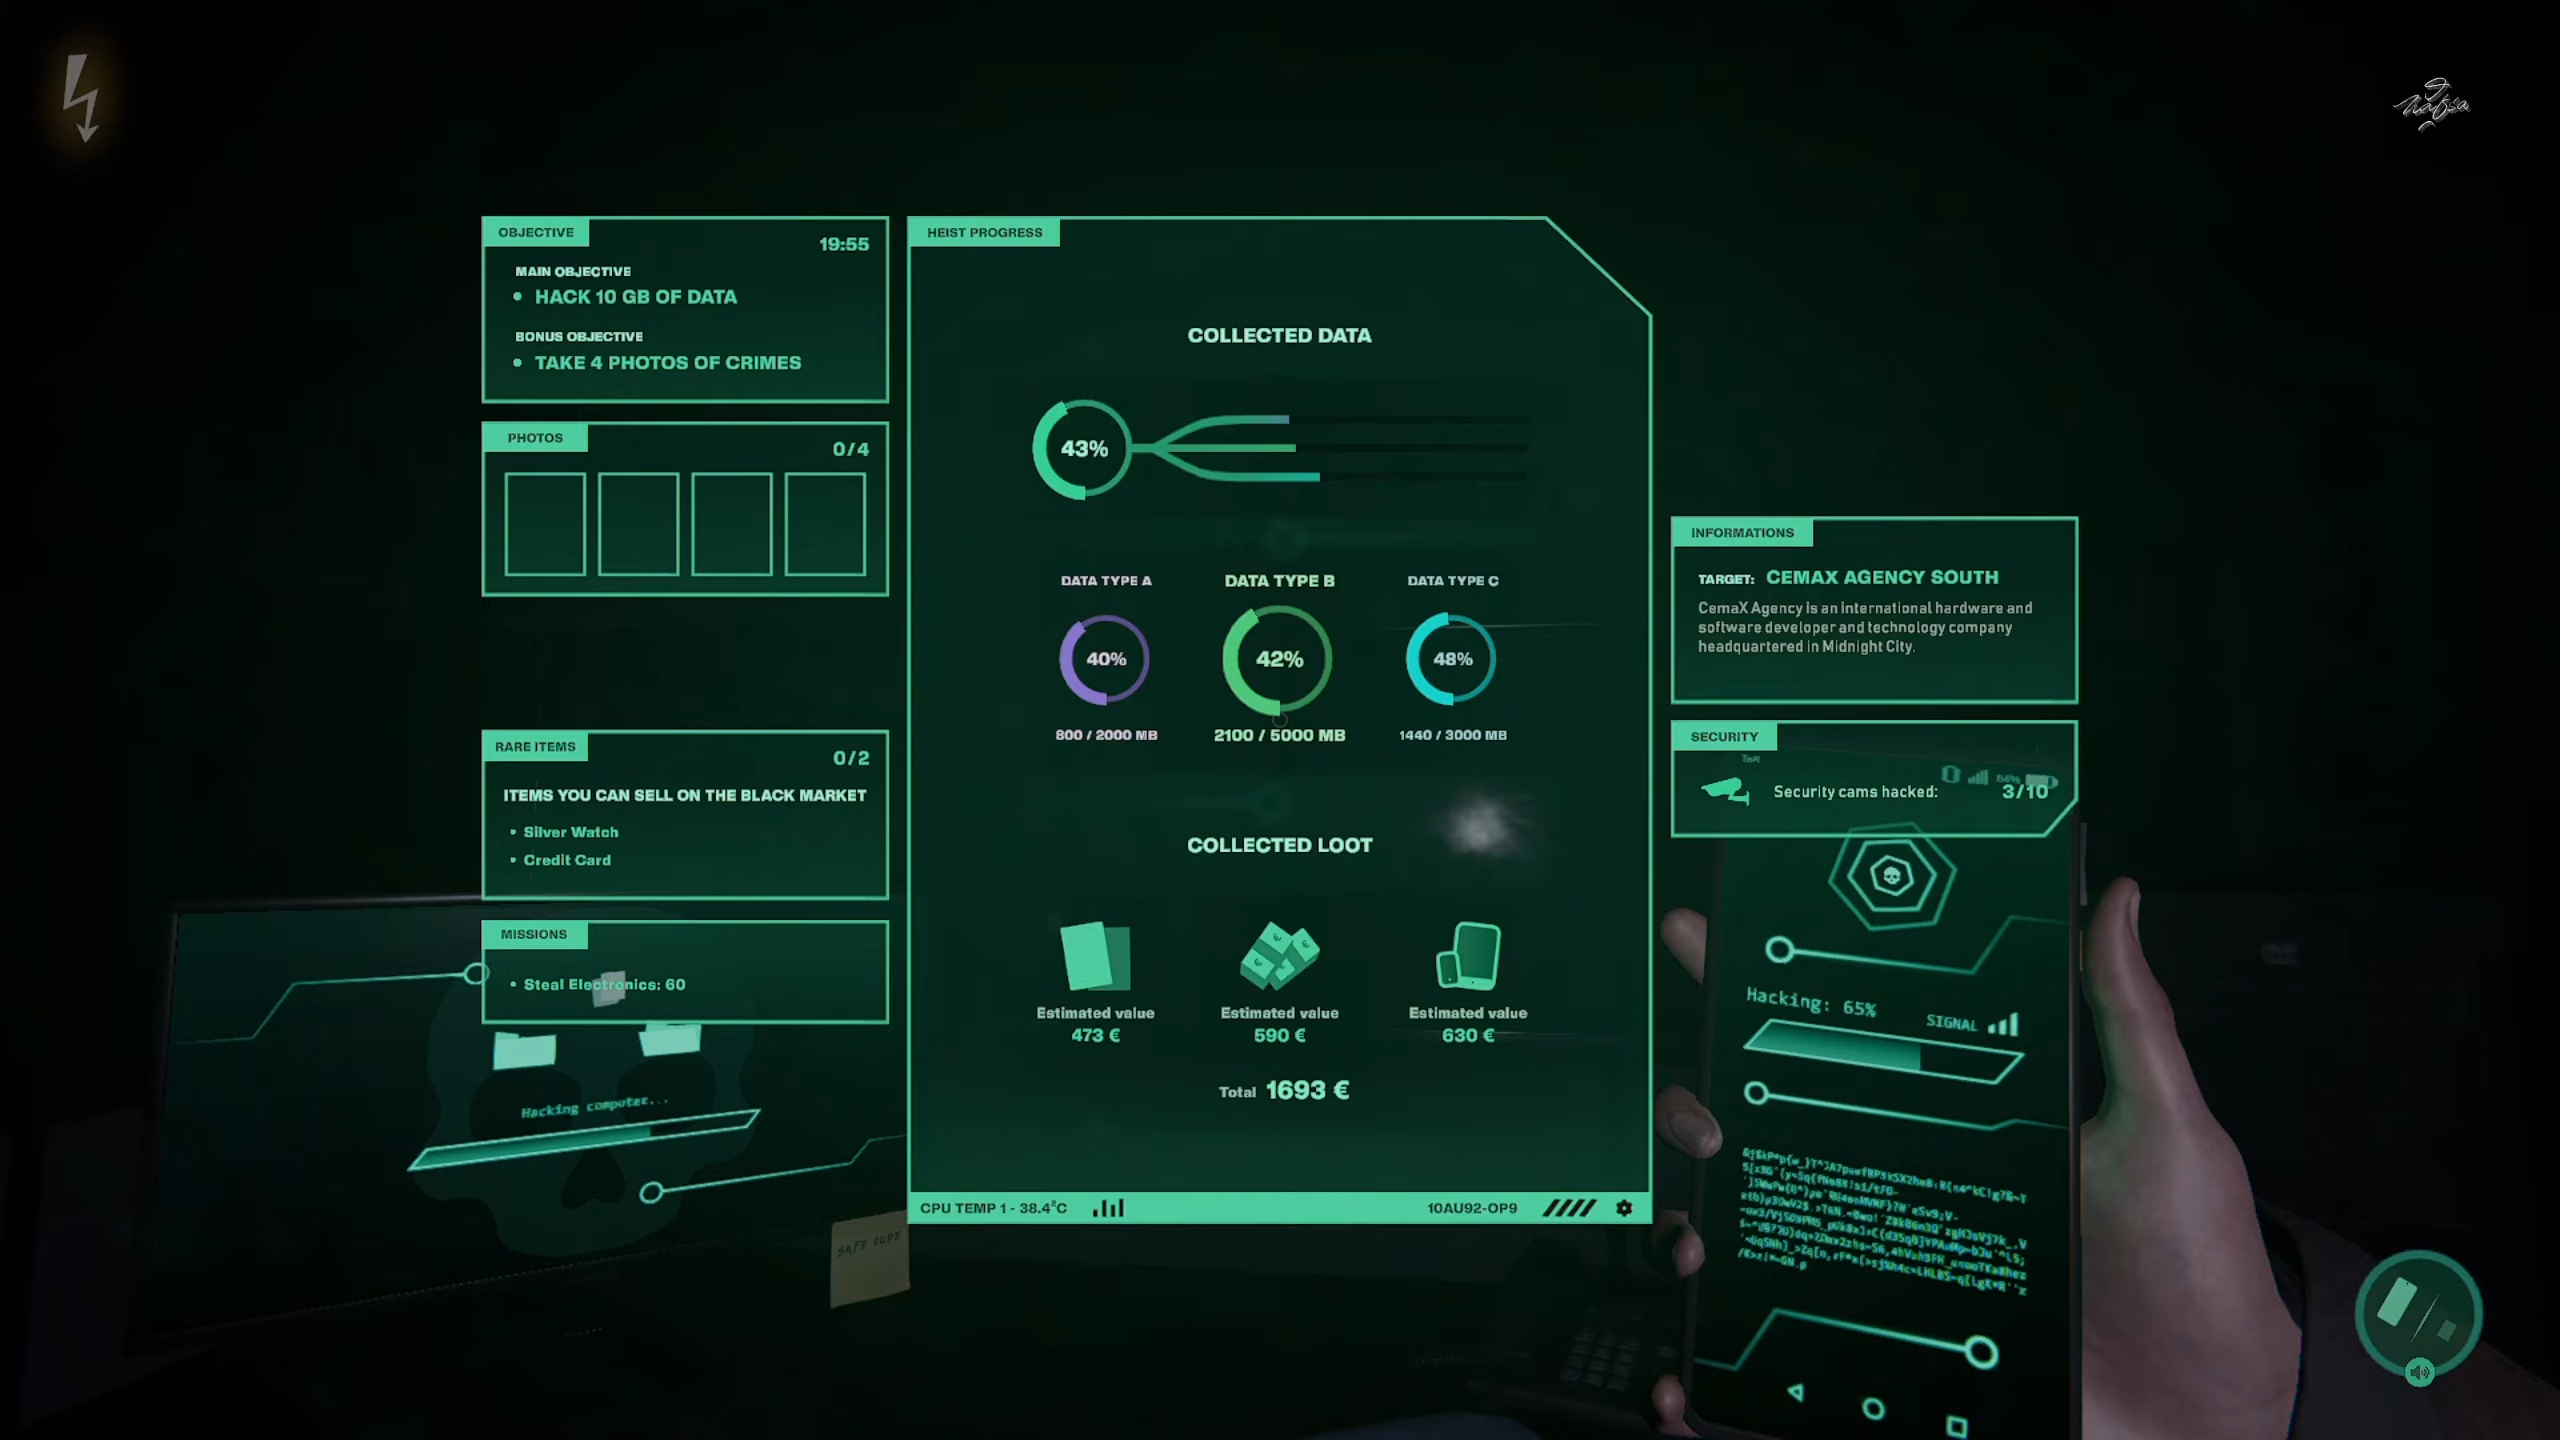 OBJECTIVE
19:55
MAIN OBJECTIVE
• HACK 10 GB OF DATA
BONUS OBJECTIVE
• TAKE 4 PHOTOS OF CRIMES
PHOTOS
0/4
RARE ITEMS
0/2
ITEMS YOU CAN SELL ON THE BLACK MARKET
• Silver Watch
• Credit Card
MISSIONS
• Steal Electronics: 60
Hacking computer...
SAFE CODE
HEIST PROGRESS
COLLECTED DATA
43%
DATA TYPE A
DATA TYPE B
DATA TYPE C
40%
42%
48%
800 / 2000 MB
2100 / 5000 MB
1440 / 3000 MB
COLLECTED LOOT
Estimated value
473 €
Estimated value
590 €
Estimated value
630 €
Total 1693 €
CPU TEMP 1 - 38.4°C
10AU92-OP9
INFORMATIONS
TARGET: CEMAX AGENCY SOUTH
CemaX Agency is an international hardware and
software developer and technology company
headquartered in Midnight City.
SECURITY
64%
Security cams hacked: 3/10
Hacking: 65%
SIGNAL